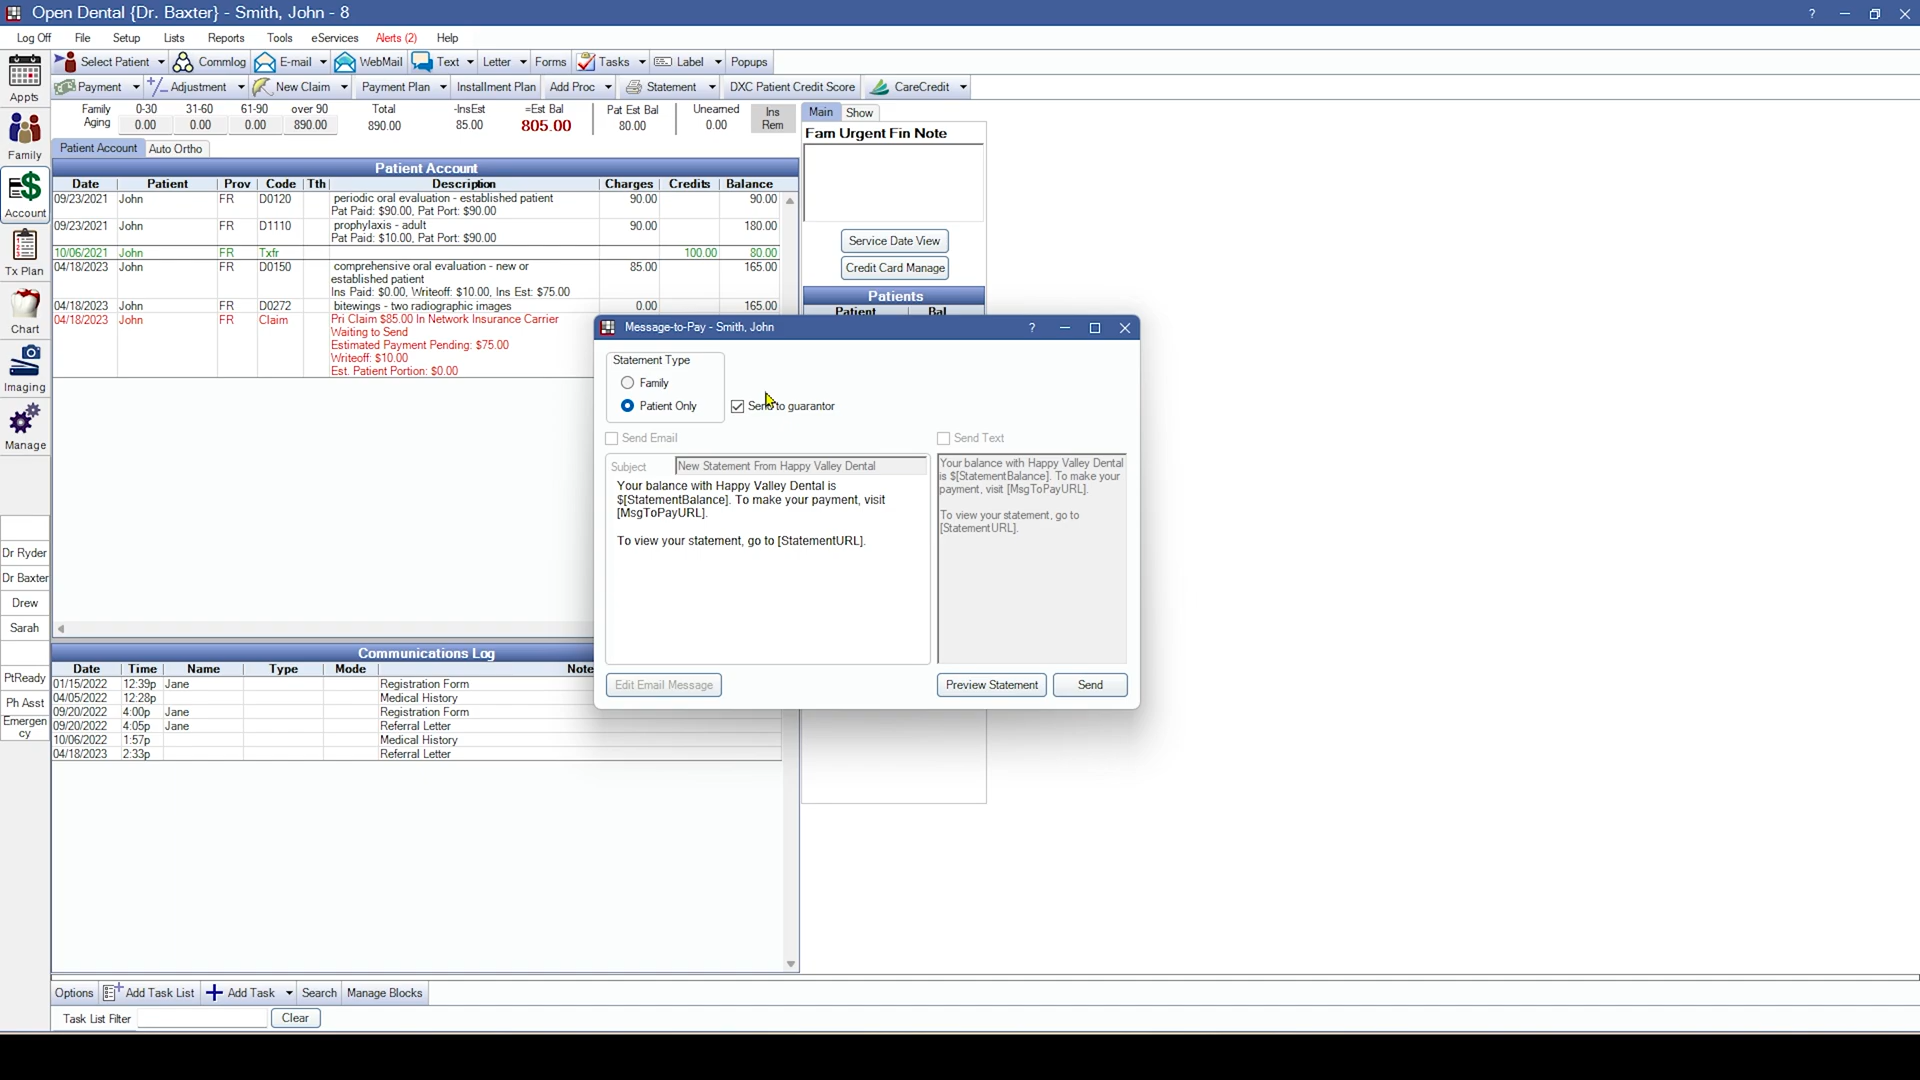 Open Dental {Dr. Baxter} - Smith, John - 8
?
Log Off File Setup Lists Reports Tools eServices Alerts (2) Help
Select Patient Commlog E-mail WebMail Text Letter Forms Tasks Label Popups
Payment Adjustment New Claim Payment Plan Installment Plan Add Proc Statement DXC Patient Credit Score CareCredit
Appts
Family
Account
Tx Plan
Chart
Imaging
Manage
Dr Ryder
Dr Baxter
Drew
Sarah
PtReady
Ph Asst
Emergen
cy
Family 0-30 31-60 61-90 over 90 Total -InsEst =Est Bal Pat Est Bal Unearned Ins
Aging 0.00 0.00 0.00 890.00 890.00 85.00 805.00 80.00 0.00 Rem
Patient Account Auto Ortho
Patient Account
Date Patient Prov Code Tth Description Charges Credits Balance
09/23/2021 John FR D0120 periodic oral evaluation - established patient 90.00 90.00
Pat Paid: $90.00, Pat Port: $90.00
09/23/2021 John FR D1110 prophylaxis - adult 90.00 180.00
Pat Paid: $10.00, Pat Port: $90.00
10/06/2021 John FR Txfr 100.00 80.00
04/18/2023 John FR D0150 comprehensive oral evaluation - new or 85.00 165.00
established patient
Ins Paid: $0.00, Writeoff: $10.00, Ins Est: $75.00
04/18/2023 John FR D0272 bitewings - two radiographic images 0.00 165.00
04/18/2023 John FR Claim Pri Claim $85.00 In Network Insurance Carrier
Waiting to Send
Estimated Payment Pending: $75.00
Writeoff: $10.00
Est. Patient Portion: $0.00
Main Show
Fam Urgent Fin Note
Service Date View
Credit Card Manage
Patients
Patient Bal
Message-to-Pay - Smith, John
?
Statement Type
Family
Patient Only
Send to guarantor
Send Email
Subject New Statement From Happy Valley Dental
Your balance with Happy Valley Dental is
$[StatementBalance]. To make your payment, visit
[MsgToPayURL].
To view your statement, go to [StatementURL].
Send Text
Your balance with Happy Valley Dental
is $[StatementBalance]. To make your
payment, visit [MsgToPayURL].
To view your statement, go to
[StatementURL].
Edit Email Message Preview Statement Send
Communications Log
Date Time Name Type Mode Note
01/15/2022 12:39p Jane Registration Form
04/05/2022 12:28p Medical History
09/20/2022 4:00p Jane Registration Form
09/20/2022 4:05p Jane Referral Letter
10/06/2022 1:57p Medical History
04/18/2023 2:33p Referral Letter
Options Add Task List Add Task Search Manage Blocks
Task List Filter Clear